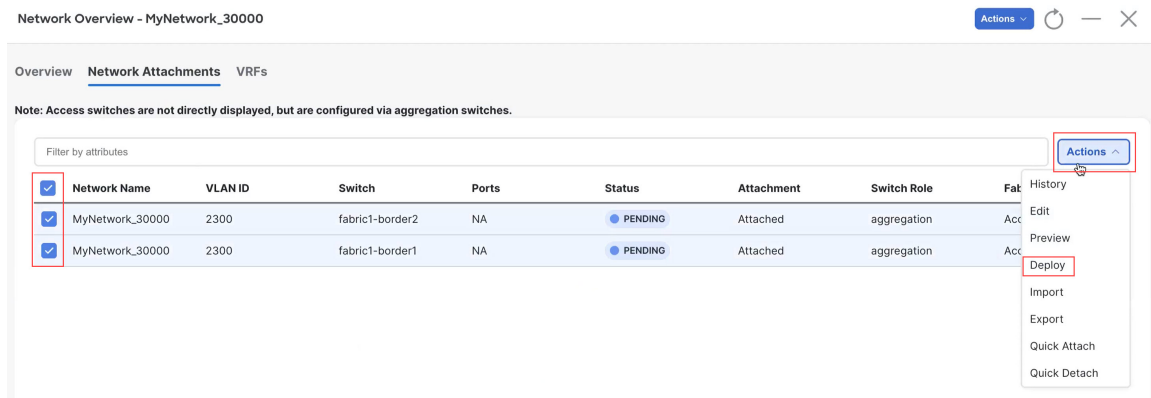 Network Overview - MyNetwork_30000 Actions
Overview Network Attachments VRFs
Note: Access switches are not directly displayed, but are configured via aggregation switches.
Filter by attributes Actions
Network Name VLAN ID Switch Ports Status Attachment Switch Role Fab
MyNetwork_30000 2300 fabric1-border2 NA PENDING Attached aggregation Acc
MyNetwork_30000 2300 fabric1-border1 NA PENDING Attached aggregation Acc
History
Edit
Preview
Deploy
Import
Export
Quick Attach
Quick Detach